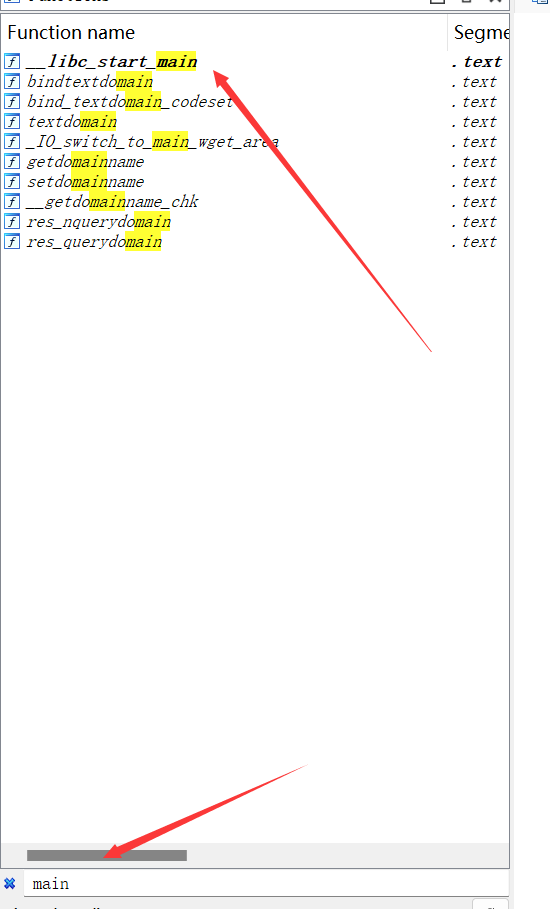 Function name Segme
__libc_start_main .text
bindtextdomain .text
bind_textdomain_codeset .text
textdomain .text
_IO_switch_to_main_wget_area .text
getdomainname .text
setdomainname .text
__getdomainname_chk .text
res_nquerydomain .text
res_querydomain .text
main